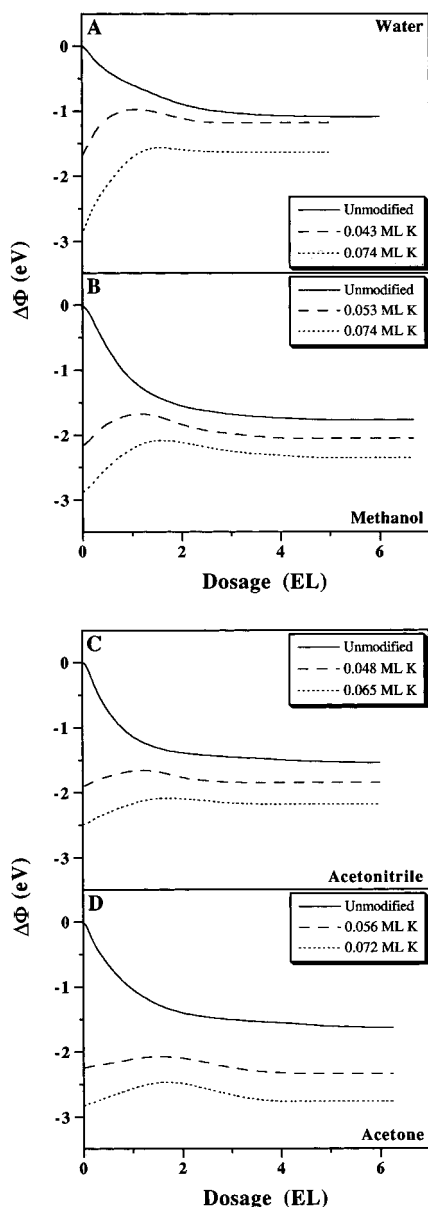 A
Water
0
-1
-2
-3
Unmodified
0.043 ML K
0.074 ML K
B
Unmodified
0.053 ML K
0.074 ML K
0
-1
-2
-3
Methanol
0
2
4
6
ΔΦ (eV)
Dosage (EL)
C
Unmodified
0.048 ML K
0.065 ML K
0
-1
-2
-3
Acetonitrile
D
Unmodified
0.056 ML K
0.072 ML K
0
-1
-2
-3
Acetone
0
2
4
6
ΔΦ (eV)
Dosage (EL)